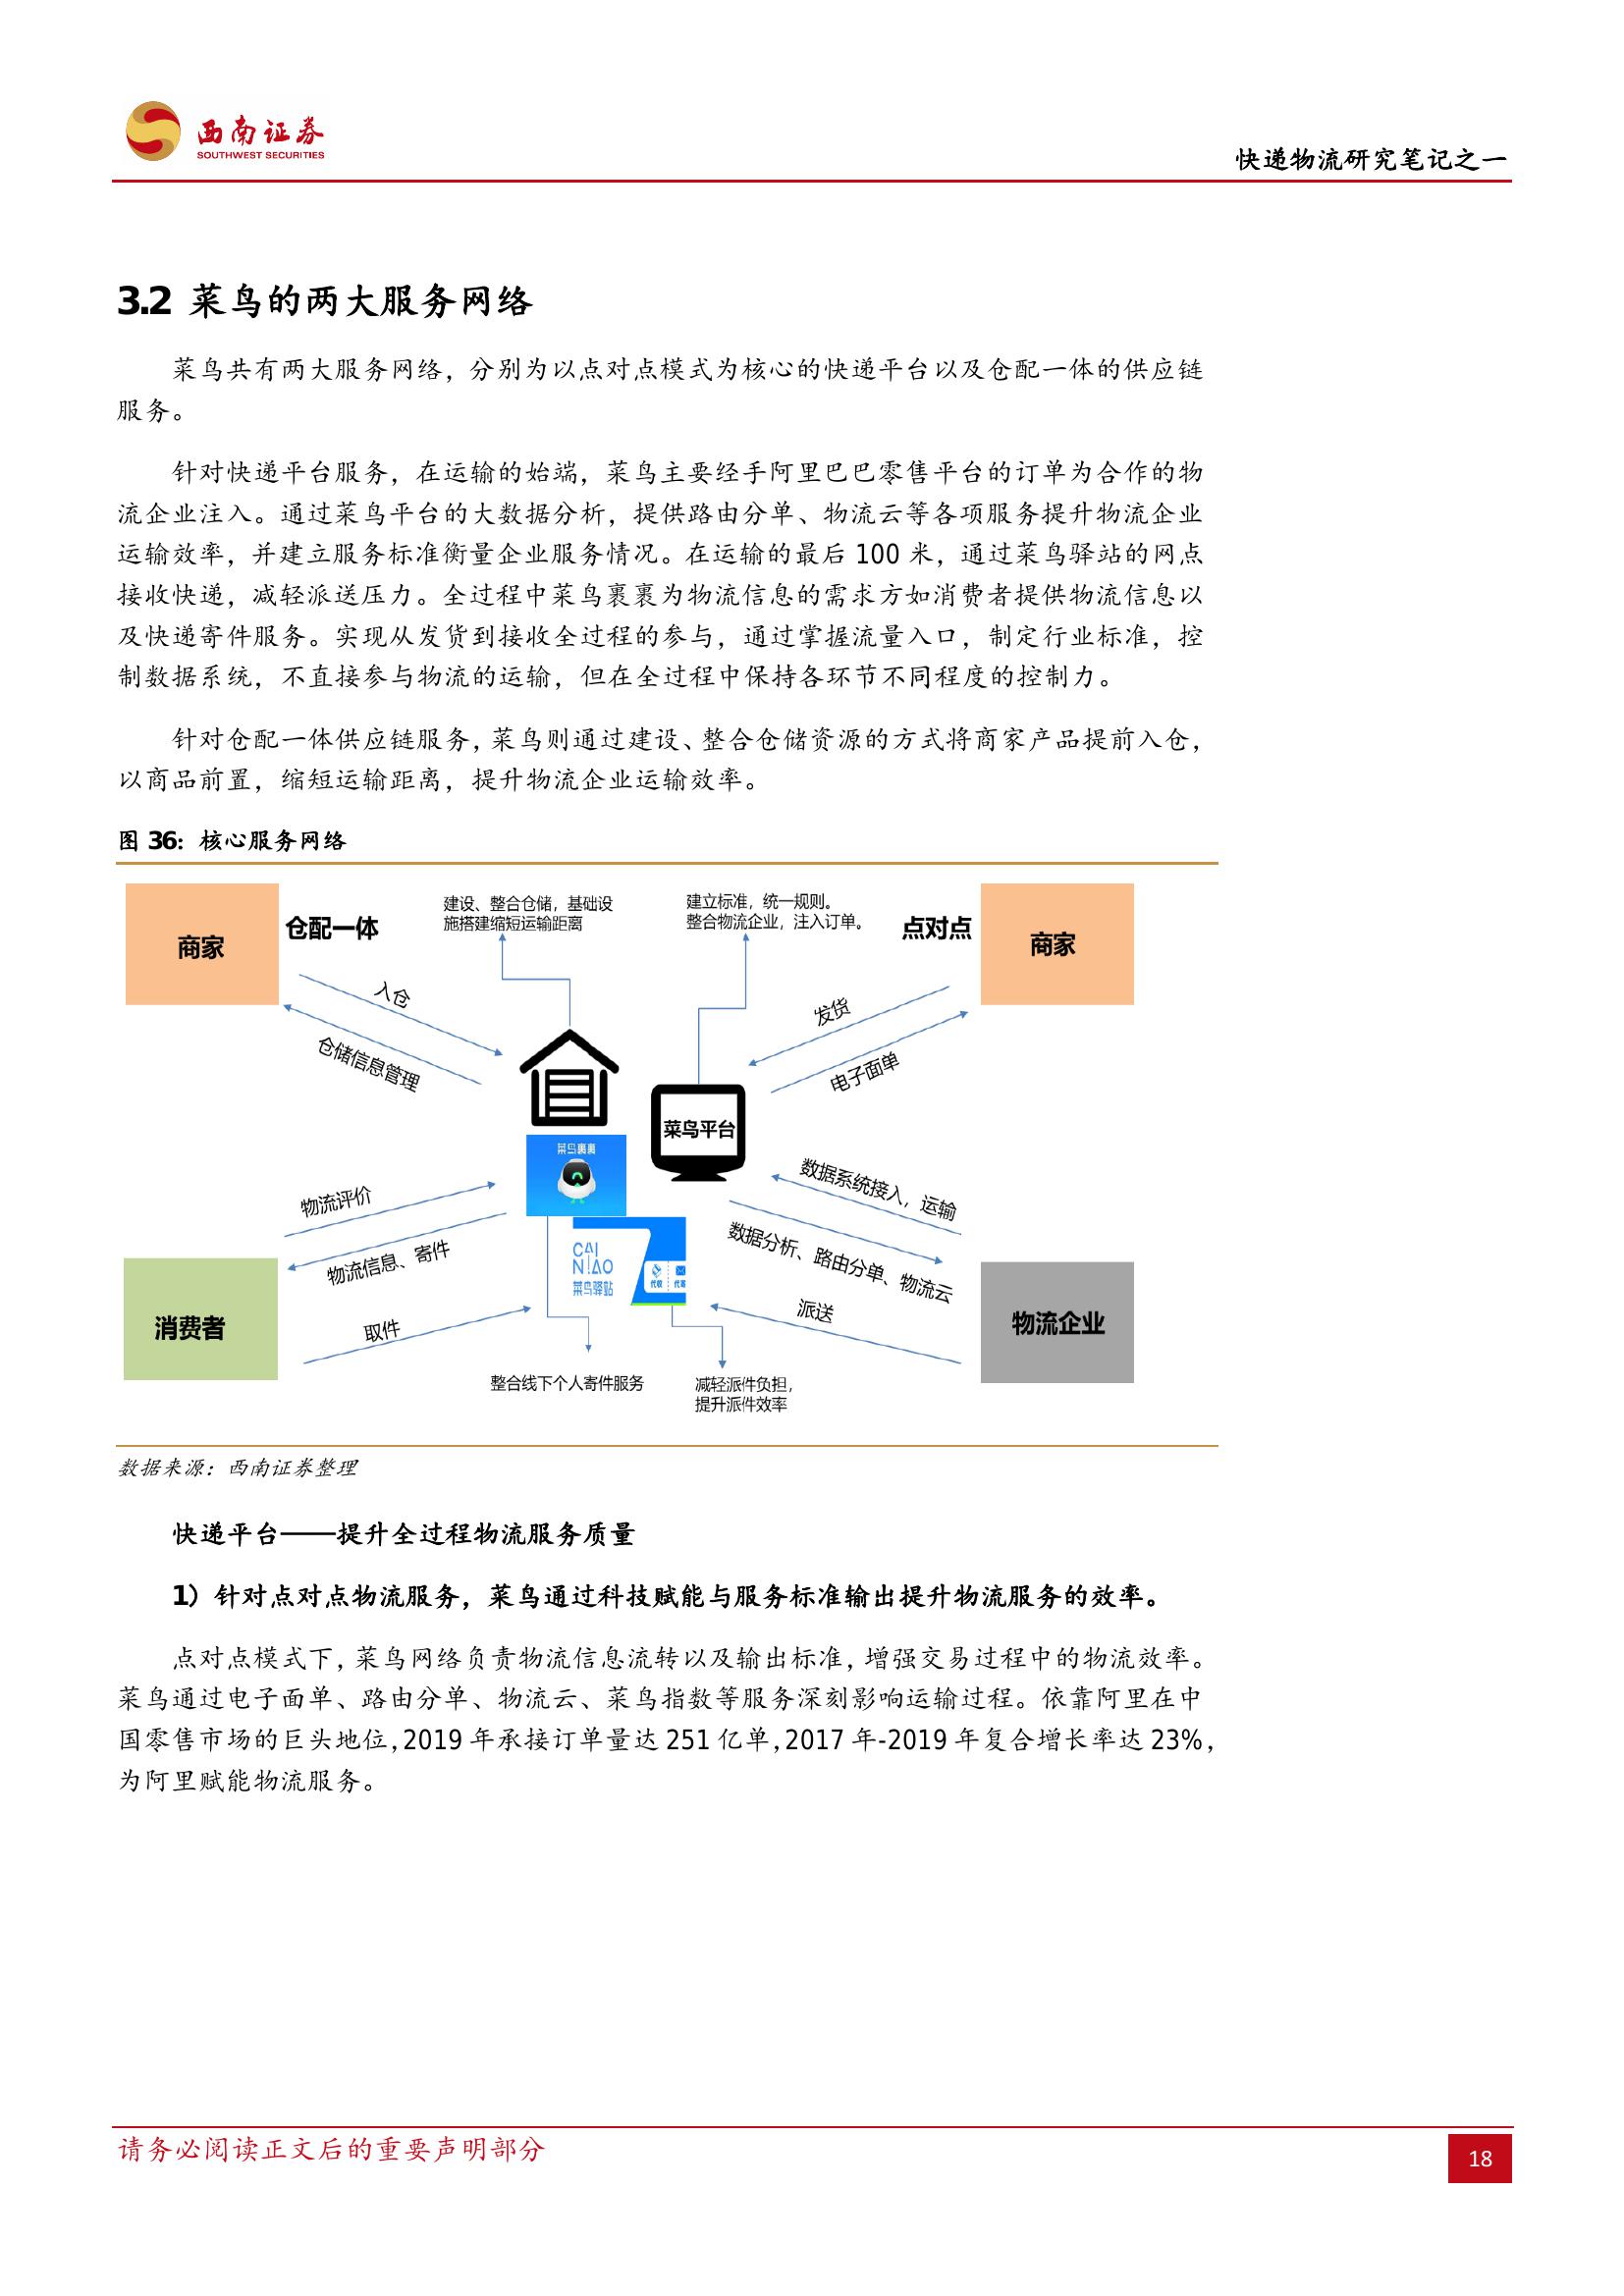 西南证券
SOUTHWEST SECURITIES
快递物流研究笔记之一
3.2 菜鸟的两大服务网络
菜鸟共有两大服务网络，分别为以点对点模式为核心的快递平台以及仓配一体的供应链
服务。
针对快递平台服务，在运输的始端，菜鸟主要经手阿里巴巴零售平台的订单为合作的物
流企业注入。通过菜鸟平台的大数据分析，提供路由分单、物流云等各项服务提升物流企业
运输效率，并建立服务标准衡量企业服务情况。在运输的最后 100 米，通过菜鸟驿站的网点
接收快递，减轻派送压力。全过程中菜鸟裹裹为物流信息的需求方如消费者提供物流信息以
及快递寄件服务。实现从发货到接收全过程的参与，通过掌握流量入口，制定行业标准，控
制数据系统，不直接参与物流的运输，但在全过程中保持各环节不同程度的控制力。
针对仓配一体供应链服务，菜鸟则通过建设、整合仓储资源的方式将商家产品提前入仓，
以商品前置，缩短运输距离，提升物流企业运输效率。
图 36：核心服务网络
商家
仓配一体
建设、整合仓储，基础设
施搭建缩短运输距离
建立标准，统一规则。
整合物流企业，注入订单。
点对点
商家
入仓
仓储信息管理
发货
电子面单
菜鸟平台
菜鸟裹裹
物流评价
物流信息、寄件
数据系统接入，运输
数据分析、路由分单、物流云
CAI
NIAO
菜鸟驿站
代收
代寄
消费者
取件
派送
物流企业
整合线下个人寄件服务
减轻派件负担，
提升派件效率
数据来源：西南证券整理
快递平台——提升全过程物流服务质量
1）针对点对点物流服务，菜鸟通过科技赋能与服务标准输出提升物流服务的效率。
点对点模式下，菜鸟网络负责物流信息流转以及输出标准，增强交易过程中的物流效率。
菜鸟通过电子面单、路由分单、物流云、菜鸟指数等服务深刻影响运输过程。依靠阿里在中
国零售市场的巨头地位，2019 年承接订单量达 251 亿单，2017 年-2019 年复合增长率达 23%，
为阿里赋能物流服务。
请务必阅读正文后的重要声明部分
18